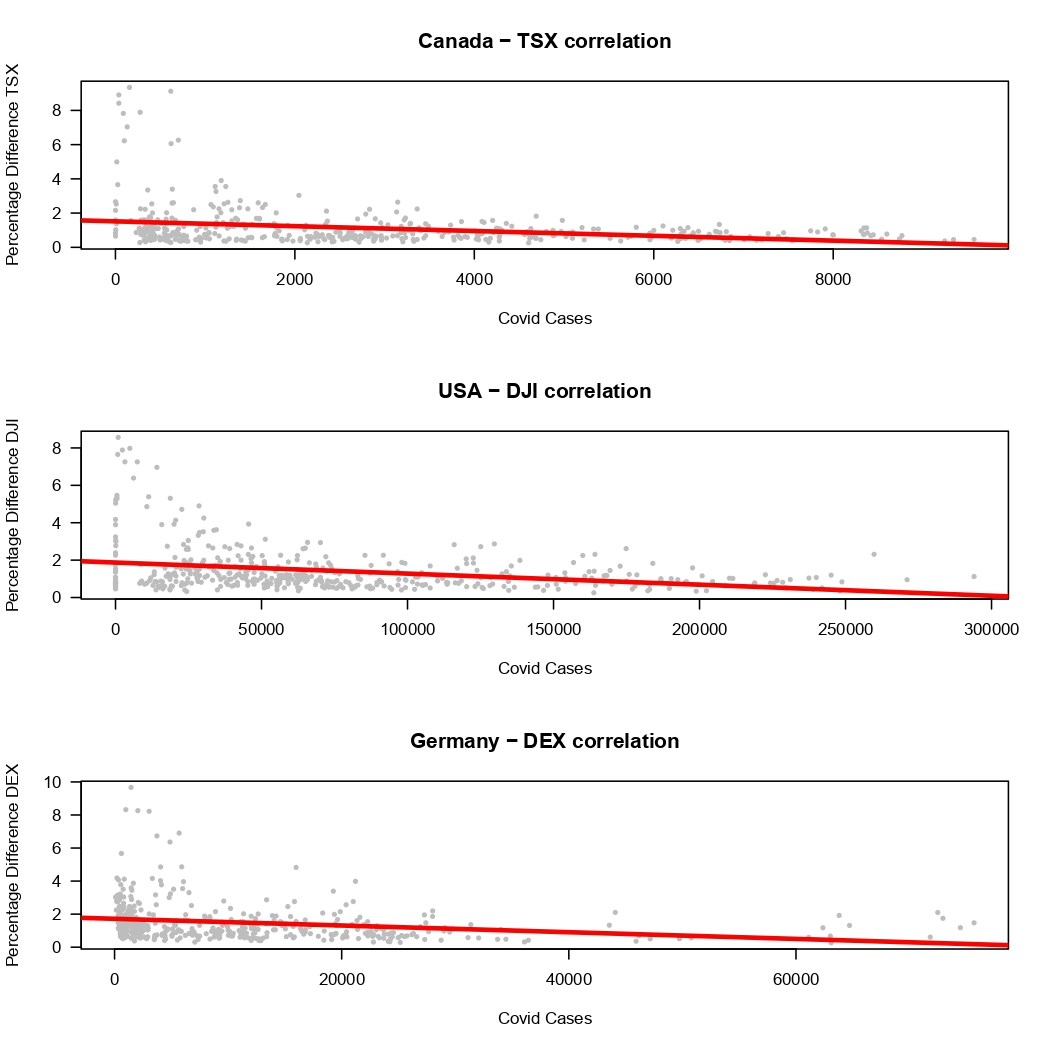 Canada − TSX correlation
Percentage Difference TSX
8
6
4
2
0
0 2000 4000 6000 8000
Covid Cases
USA − DJI correlation
Percentage Difference DJI
8
6
4
2
0
0 50000 100000 150000 200000 250000 300000
Covid Cases
Germany − DEX correlation
Percentage Difference DEX
10
8
6
4
2
0
0 20000 40000 60000
Covid Cases